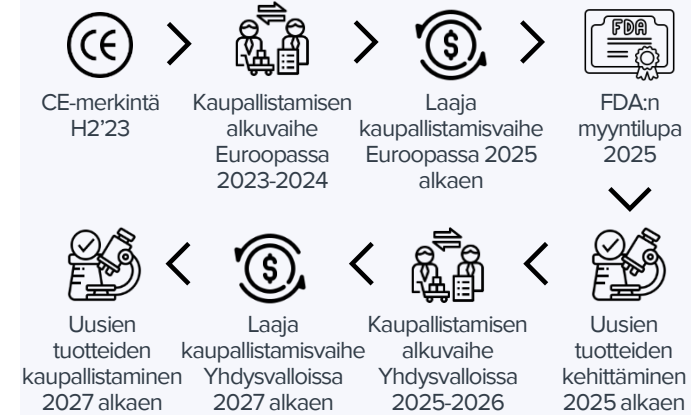 CE
CE-merkintä
H2’23
Kaupallistamisen
alkuvaihe
Euroopassa
2023-2024
$
Laaja
kaupallistamisvaihe
Euroopassa 2025
alkaen
FDA
FDA:n
myyntilupa
2025
Uusien
tuotteiden
kehittäminen
2025 alkaen
Kaupallistamisen
alkuvaihe
Yhdysvalloissa
2025-2026
$
Laaja
kaupallistamisvaihe
Yhdysvalloissa
2027 alkaen
Uusien
tuotteiden
kaupallistaminen
2027 alkaen